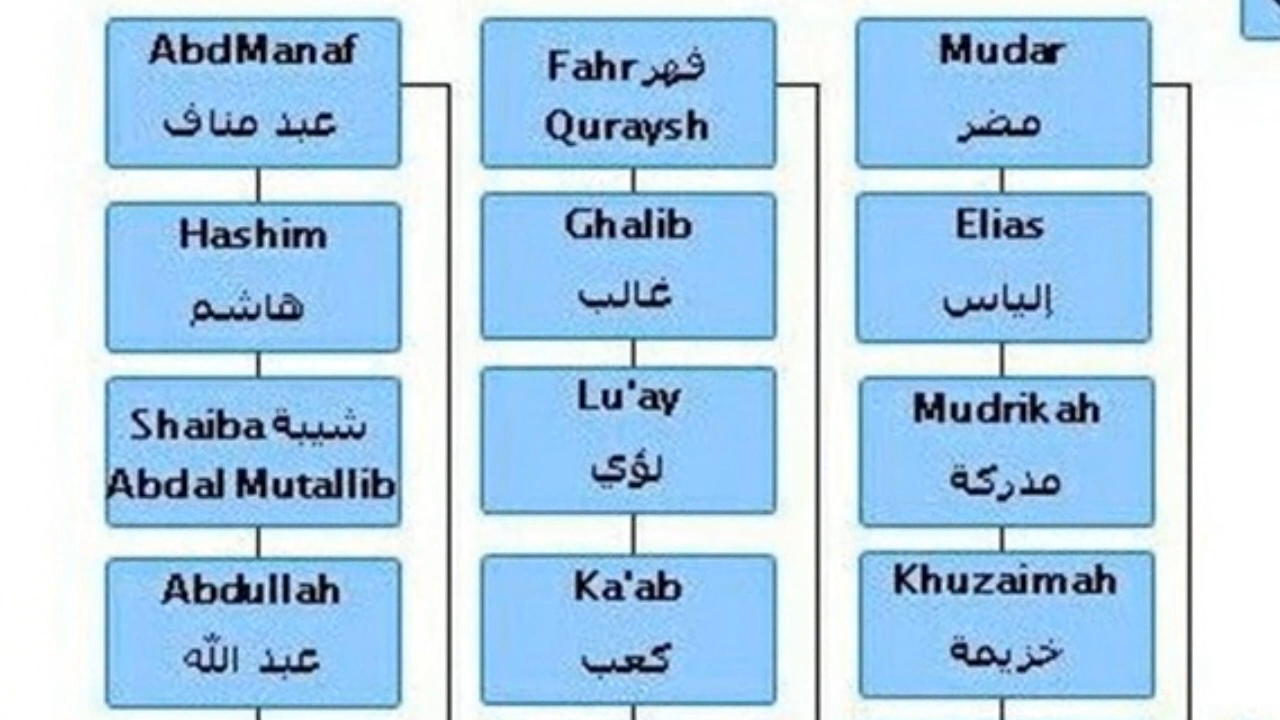 AbdManaf
عبد مناف
Hashim
هاشم
Shaiba شيبة
Abdal Mutallib
Abdullah
عبد الله
Fahr فهر
Quraysh
Ghalib
غالب
Lu'ay
لؤي
Ka'ab
كعب
Mudar
مضر
Elias
إلياس
Mudrikah
مدركة
Khuzaimah
خزيمة